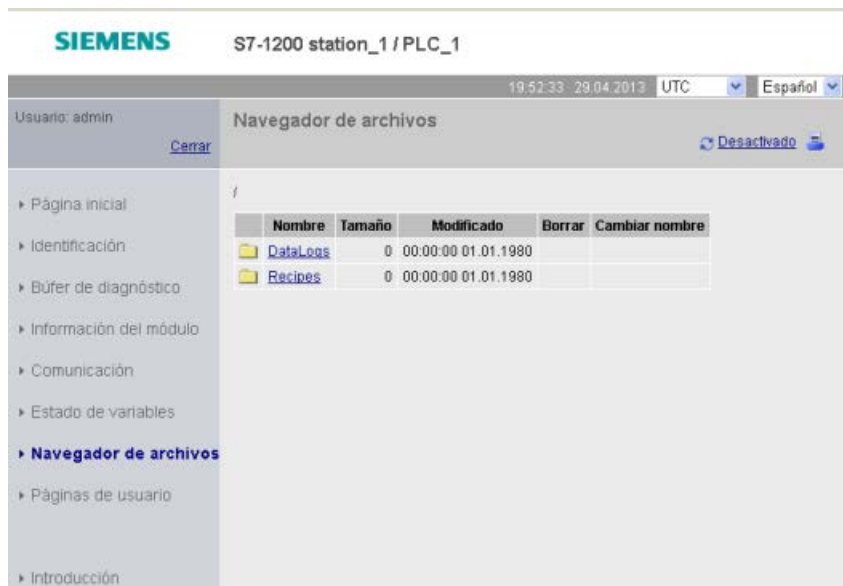 SIEMENS
S7-1200 station_1 / PLC_1
19:52:33 29.04.2013 UTC Español
Usuario: admin
Cerrar
Navegador de archivos
Desactivado
Página inicial
Identificación
Búfer de diagnóstico
Información del módulo
Comunicación
Estado de variables
Navegador de archivos
Páginas de usuario
Introducción
/
Nombre Tamaño Modificado Borrar Cambiar nombre
DataLogs 0 00:00:00 01.01.1980
Recipes 0 00:00:00 01.01.1980